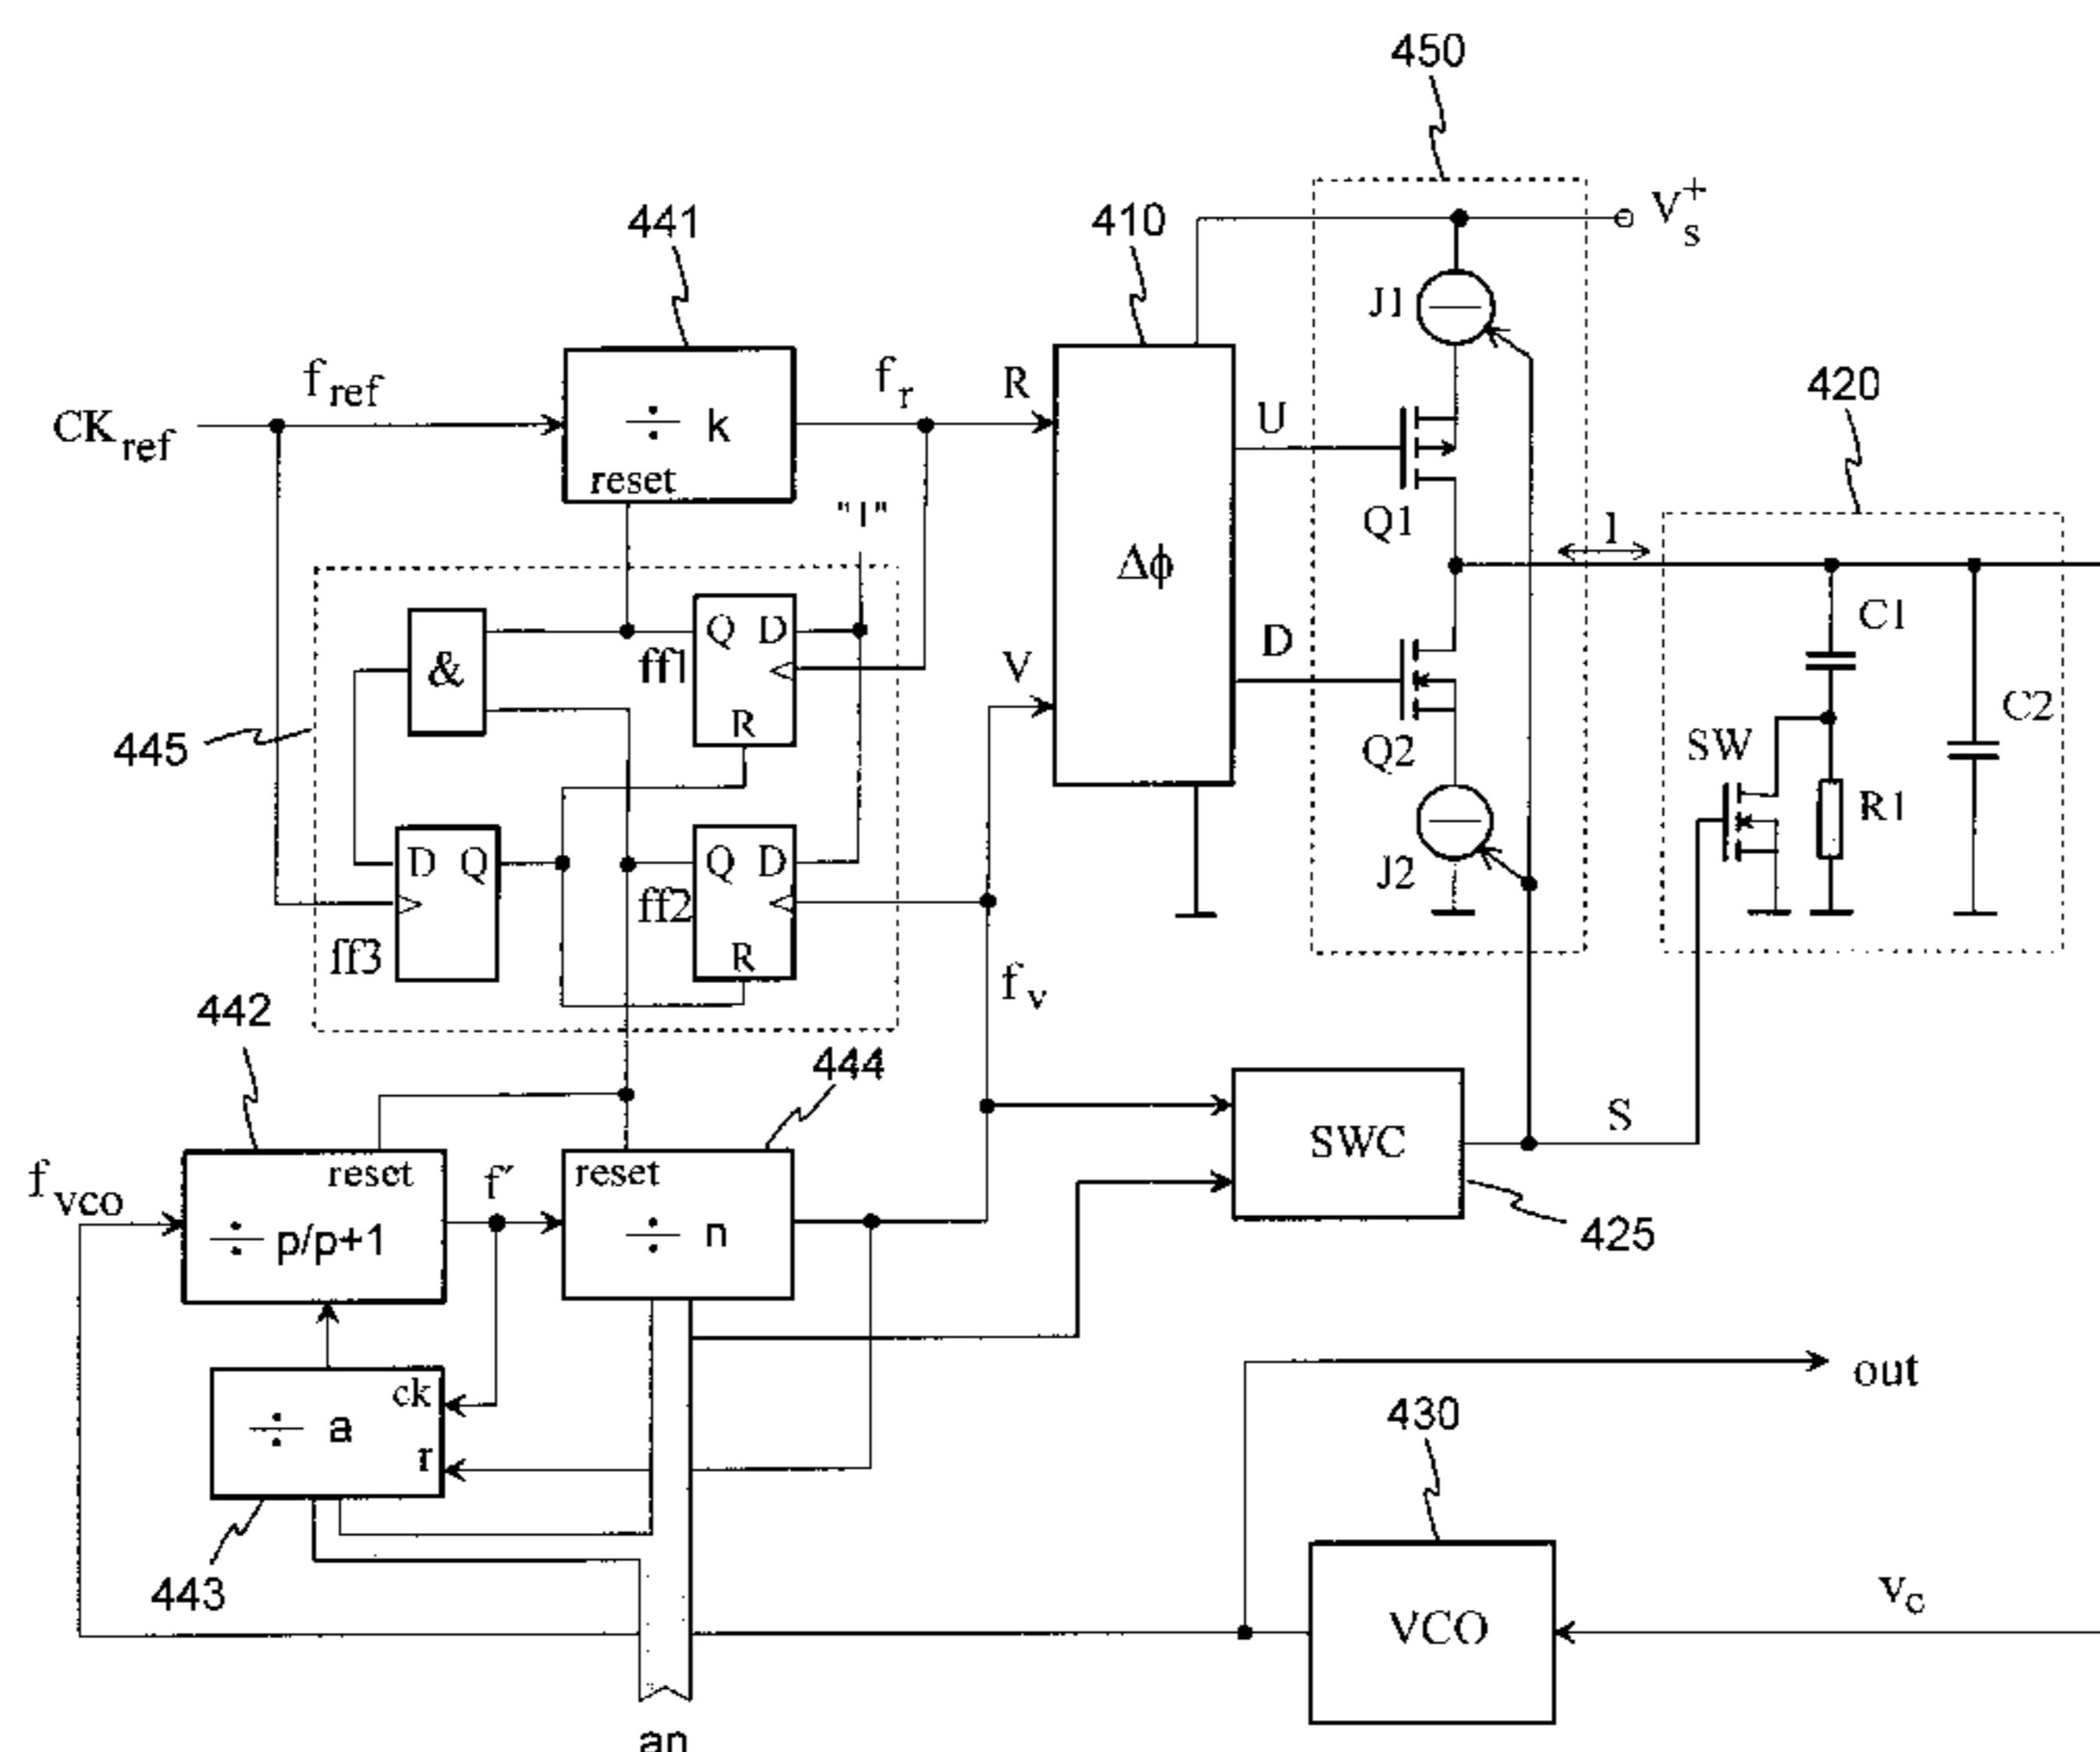 450
V_s^+
441
410
J1
420
f_ref
f_r
R
U
CK_ref
÷ k
reset
"1"
Q1
I
Δϕ
C1
Q D
&
ff1
D
V
C2
R
Q2
SW
445
R1
D Q
Q D
J2
ff2
ff3
R
f_v
442
444
S
SWC
f_vco
reset
f'
reset
÷ p/p+1
÷ n
425
out
ck
÷ a
r
430
443
VCO
v_c
an